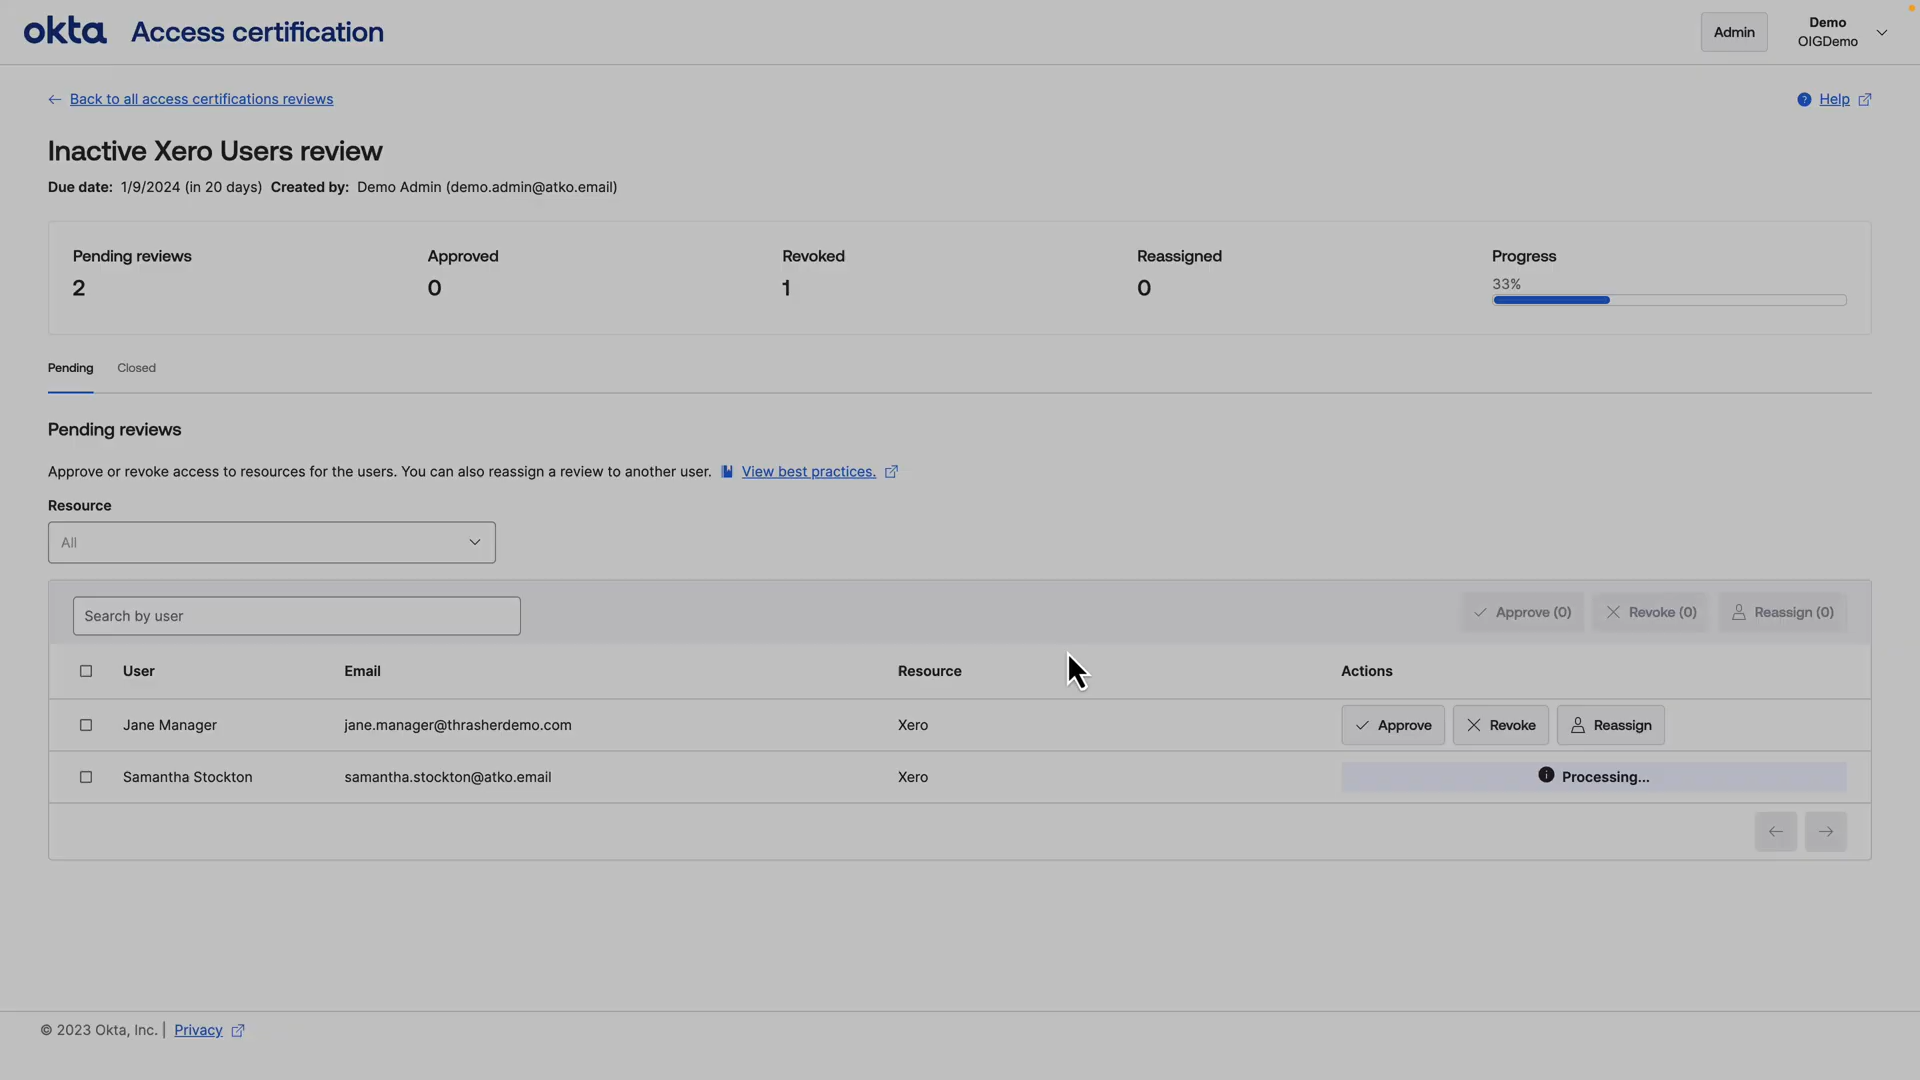 okta Access certification
Admin
Demo
OIGDemo
Back to all access certifications reviews
Help
Inactive Xero Users review
Due date: 1/9/2024 (in 20 days) Created by: Demo Admin (demo.admin@atko.email)
Pending reviews Approved Revoked Reassigned Progress
2 0 1 0 33%
Pending Closed
Pending reviews
Approve or revoke access to resources for the users. You can also reassign a review to another user. View best practices.
Resource
All
Search by user
Approve (0) Revoke (0) Reassign (0)
User Email Resource Actions
Jane Manager jane.manager@thrasherdemo.com Xero Approve Revoke Reassign
Samantha Stockton samantha.stockton@atko.email Xero Processing...
© 2023 Okta, Inc. | Privacy